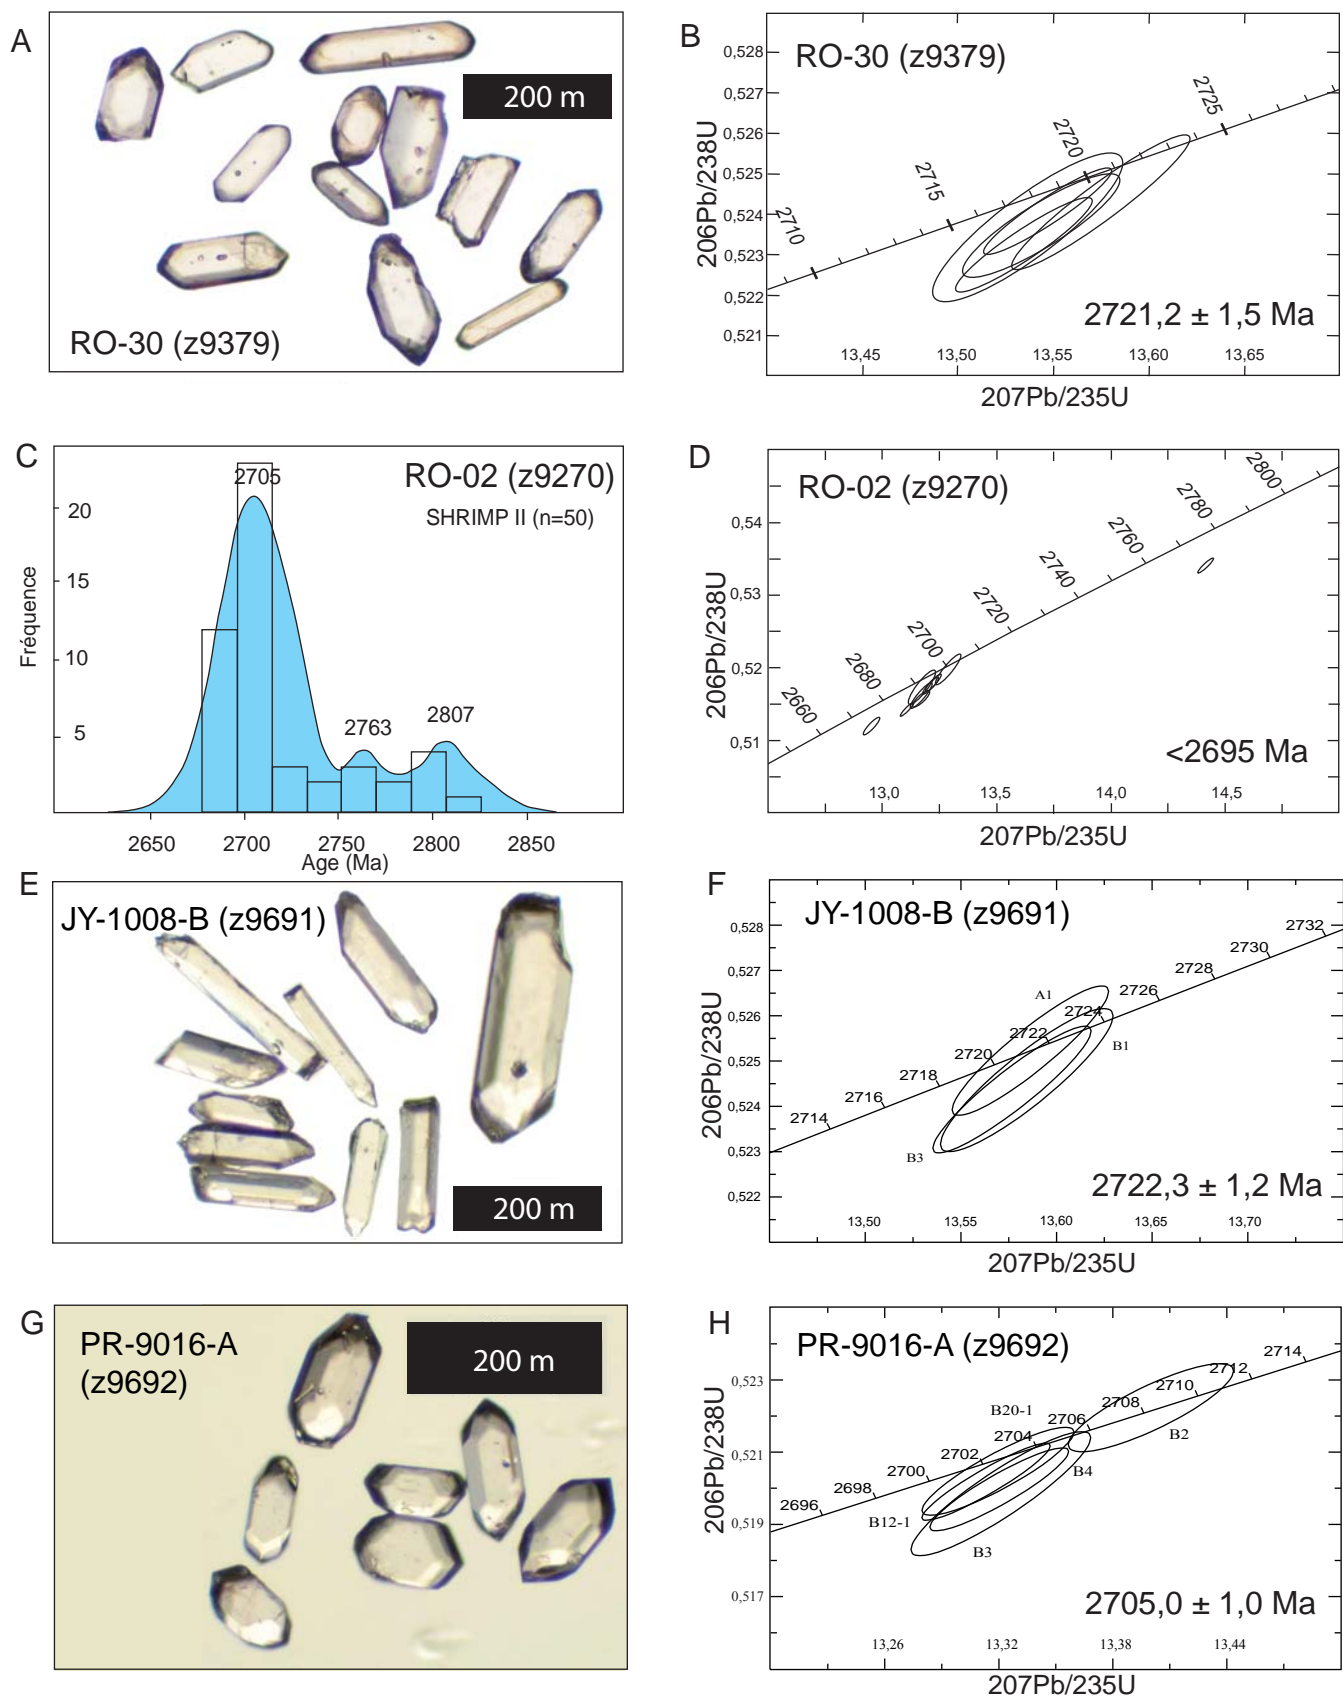 A
200 m
RO-30 (z9379)
B
RO-30 (z9379)
0,528
0,527
0,526
0,525
0,524
0,523
0,522
0,521
206Pb/238U
2710
2715
2720
2725
2721,2 ± 1,5 Ma
13,45
13,50
13,55
13,60
13,65
207Pb/235U
C
RO-02 (z9270)
SHRIMP II (n=50)
2705
2763
2807
20
15
10
5
Fréquence
2650
2700
2750
2800
2850
Age (Ma)
D
RO-02 (z9270)
0,54
0,53
0,52
0,51
206Pb/238U
2660
2680
2700
2720
2740
2760
2780
2800
<2695 Ma
13,0
13,5
14,0
14,5
207Pb/235U
E
JY-1008-B (z9691)
200 m
F
JY-1008-B (z9691)
0,528
0,527
0,526
0,525
0,524
0,523
0,522
206Pb/238U
2714
2716
2718
2720
2722
2724
2726
2728
2730
2732
A1
B1
B3
2722,3 ± 1,2 Ma
13,50
13,55
13,60
13,65
13,70
207Pb/235U
G
PR-9016-A
(z9692)
200 m
H
PR-9016-A (z9692)
0,523
0,521
0,519
0,517
206Pb/238U
2696
2698
2700
2702
2704
2706
2708
2710
2712
2714
B20-1
B2
B4
B12-1
B3
2705,0 ± 1,0 Ma
13,26
13,32
13,38
13,44
207Pb/235U